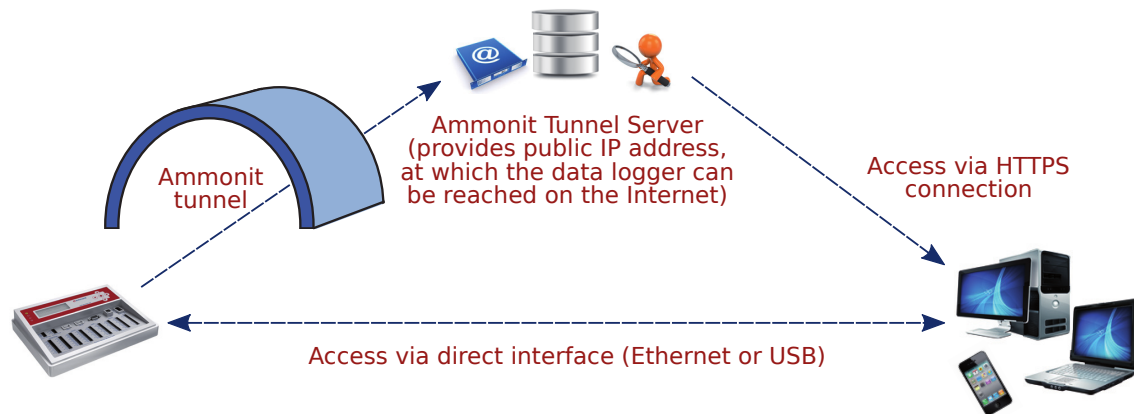 @
Ammonit Tunnel Server
(provides public IP address,
at which the data logger can
be reached on the Internet)
Ammonit
tunnel
Access via HTTPS
connection
Access via direct interface (Ethernet or USB)